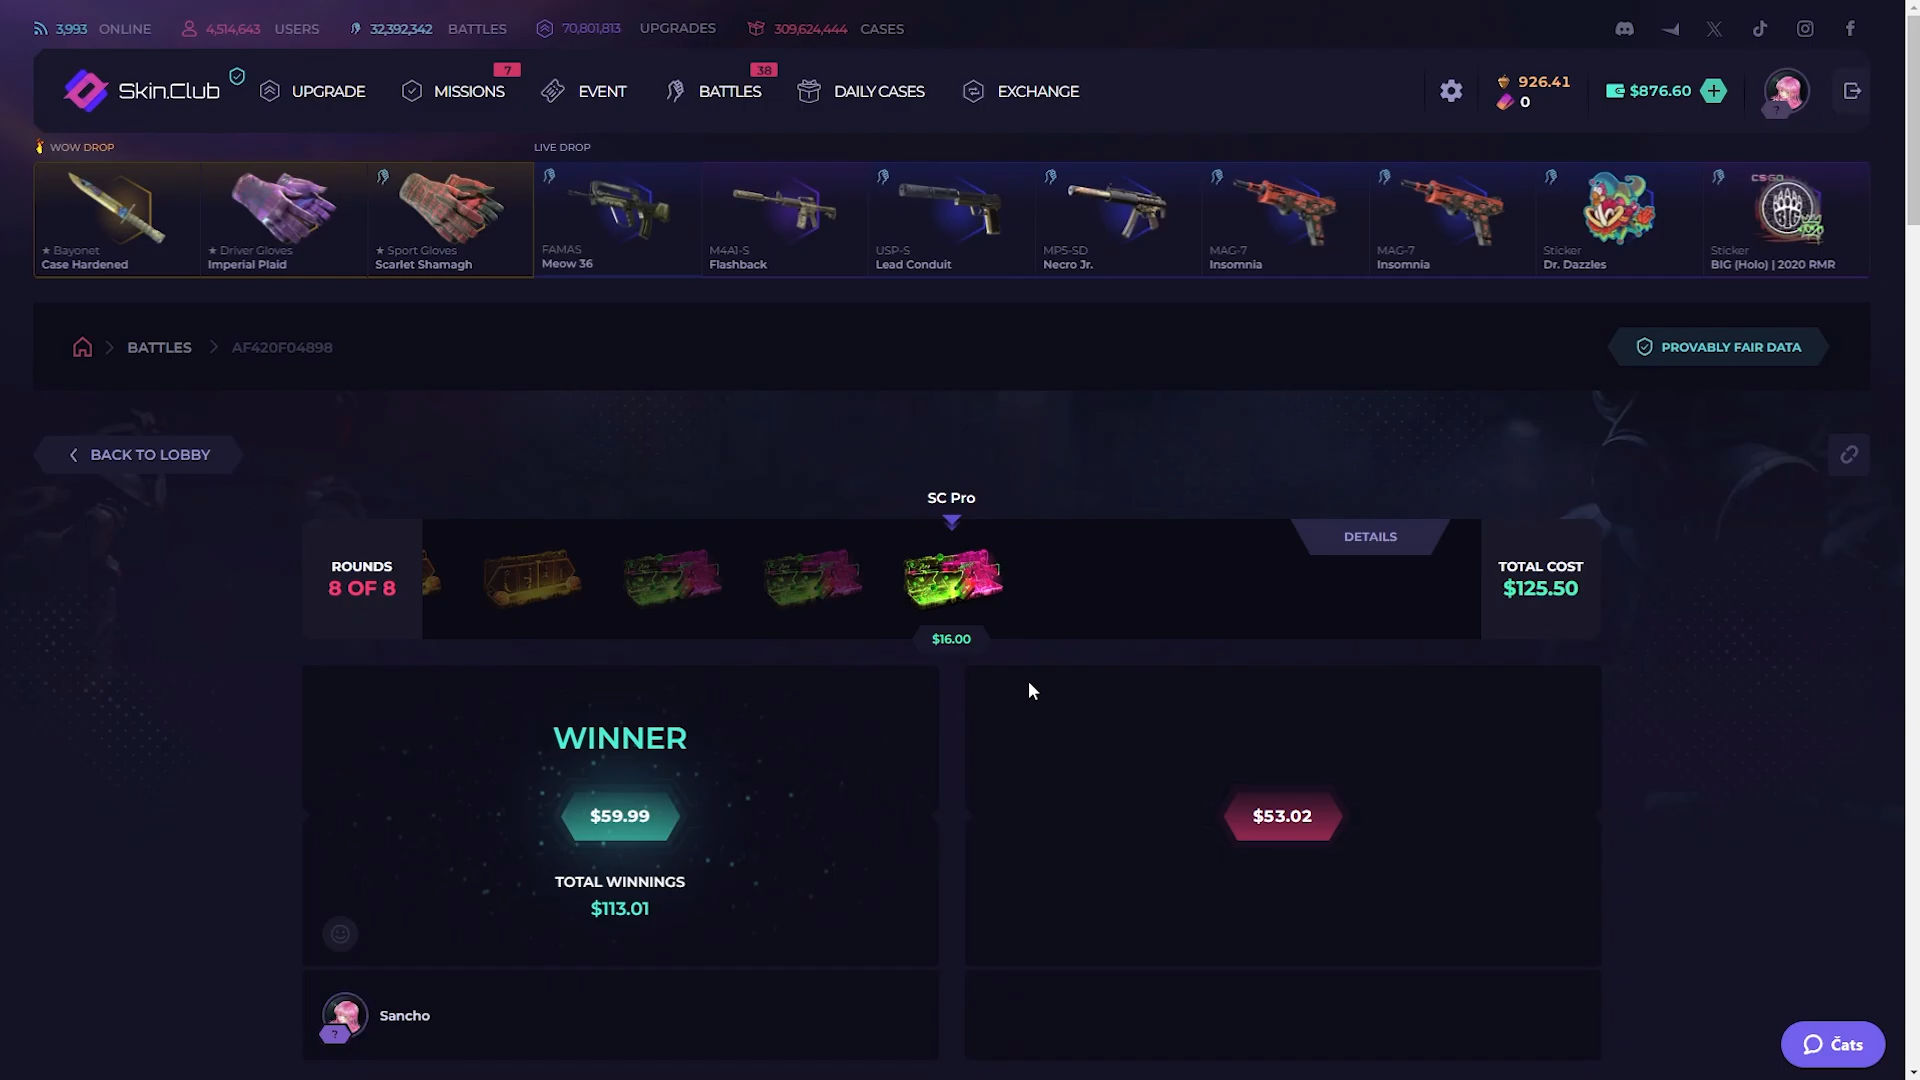 3,993 ONLINE 4,514,643 USERS 32,392,342 BATTLES 70,801,813 UPGRADES 309,624,444 CASES
Skin.Club UPGRADE MISSIONS 7 EVENT BATTLES 38 DAILY CASES EXCHANGE 926.41 0 $876.60 +
?
WOW DROP LIVE DROP
★ Bayonet
Case Hardened
★ Driver Gloves
Imperial Plaid
★ Sport Gloves
Scarlet Shamagh
FAMAS
Meow 36
M4A1-S
Flashback
USP-S
Lead Conduit
MP5-SD
Necro Jr.
MAG-7
Insomnia
MAG-7
Insomnia
Sticker
Dr. Dazzles
CS:GO
BIG
Sticker
BIG (Holo) | 2020 RMR
BATTLES AF420F04898
PROVABLY FAIR DATA
BACK TO LOBBY
SC Pro
ROUNDS
8 OF 8
DETAILS
TOTAL COST
$125.50
$16.00
WINNER
$59.99
TOTAL WINNINGS
$113.01
$53.02
Sancho
?
Čats